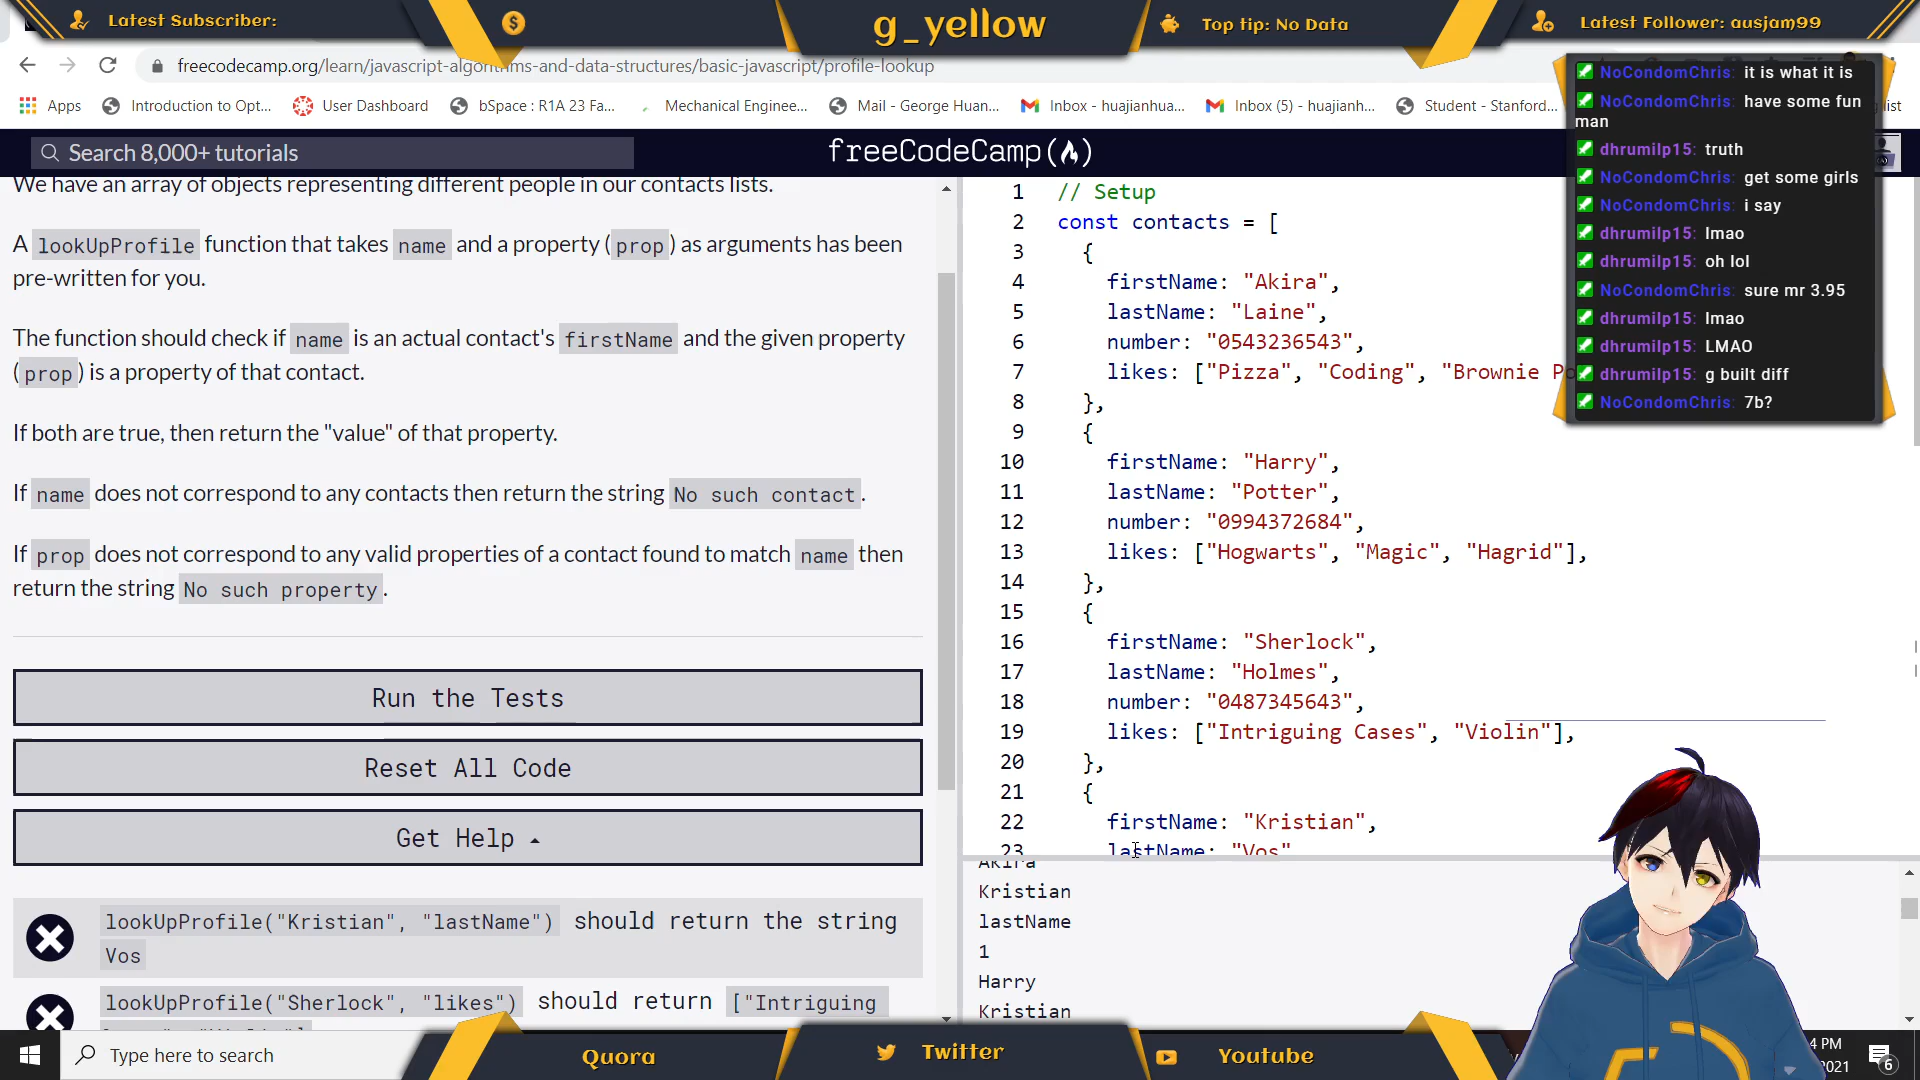 Latest Subscriber:
g_yellow
Top tip: No Data
Latest Follower: ausjam99
freecodecamp.org/learn/javascript-algorithms-and-data-structures/basic-javascript/profile-lookup
Apps
Introduction to Opt...
User Dashboard
bSpace : R1A 23 Fa...
Mechanical Enginee...
Mail - George Huan...
Inbox - huajianhua...
Inbox (5) - huajianh...
Student - Stanford...
Search 8,000+ tutorials
freeCodeCamp
We have an array of objects representing different people in our contacts lists.
A lookUpProfile function that takes name and a property (prop) as arguments has been
pre-written for you.
The function should check if name is an actual contact's firstName and the given property
(prop) is a property of that contact.
If both are true, then return the "value" of that property.
If name does not correspond to any contacts then return the string No such contact.
If prop does not correspond to any valid properties of a contact found to match name then
return the string No such property.
Run the Tests
Reset All Code
Get Help
lookUpProfile("Kristian", "lastName") should return the string
Vos
lookUpProfile("Sherlock", "likes") should return ["Intriguing
1 // Setup
2 const contacts = [
3 {
4 firstName: "Akira",
5 lastName: "Laine",
6 number: "0543236543",
7 likes: ["Pizza", "Coding", "Brownie
8 },
9 {
10 firstName: "Harry",
11 lastName: "Potter",
12 number: "0994372684",
13 likes: ["Hogwarts", "Magic", "Hagrid"],
14 },
15 {
16 firstName: "Sherlock",
17 lastName: "Holmes",
18 number: "0487345643",
19 likes: ["Intriguing Cases", "Violin"],
20 },
21 {
22 firstName: "Kristian",
23 lastName: "Vos"
Akira
Kristian
lastName
1
Harry
Kristian
NoCondomChris: it is what it is
NoCondomChris: have some fun
man
dhrumilp15: truth
NoCondomChris: get some girls
NoCondomChris: i say
dhrumilp15: lmao
dhrumilp15: oh lol
NoCondomChris: sure mr 3.95
dhrumilp15: lmao
dhrumilp15: LMAO
dhrumilp15: g built diff
NoCondomChris: 7b?
Type here to search
Quora
Twitter
Youtube
4 PM
2021
6